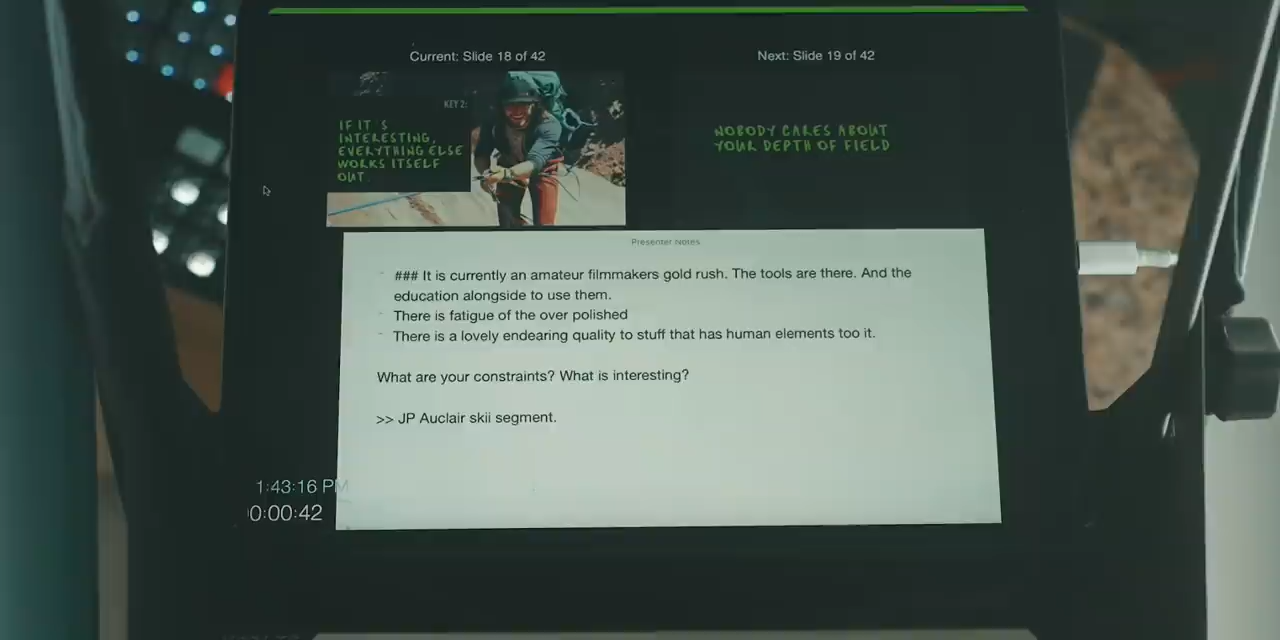 Current: Slide 18 of 42
Next: Slide 19 of 42
KEY 2:
IF IT'S
INTERESTING,
EVERYTHING ELSE
WORKS ITSELF
OUT.
NOBODY CARES ABOUT
YOUR DEPTH OF FIELD
Presenter Notes
- ### It is currently an amateur filmmakers gold rush. The tools are there. And the
education alongside to use them.
- There is fatigue of the over polished
- There is a lovely endearing quality to stuff that has human elements too it.
What are your constraints? What is interesting?
>> JP Auclair skii segment.
1:43:16 PM
0:00:42